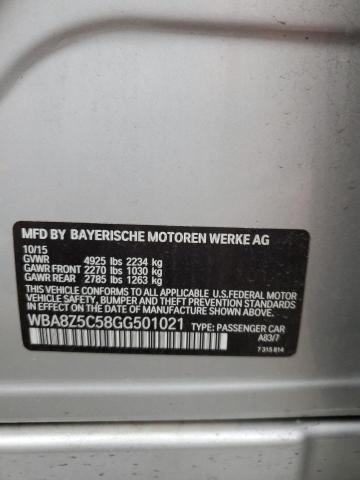 MFD BY BAYERISCHE MOTOREN WERKE AG
10/15
GVWR 4925 lbs 2234 kg
GAWR FRONT 2270 lbs 1030 kg
GAWR REAR 2785 lbs 1263 kg
THIS VEHICLE CONFORMS TO ALL APPLICABLE U.S.FEDERAL MOTOR
VEHICLE SAFETY, BUMPER AND THEFT PREVENTION STANDARDS
IN EFFECT ON THE DATE OF MANUFACTURE SHOWN ABOVE.
WBA8Z5C58GG501021 TYPE: PASSENGER CAR
A83/7
7 315 814